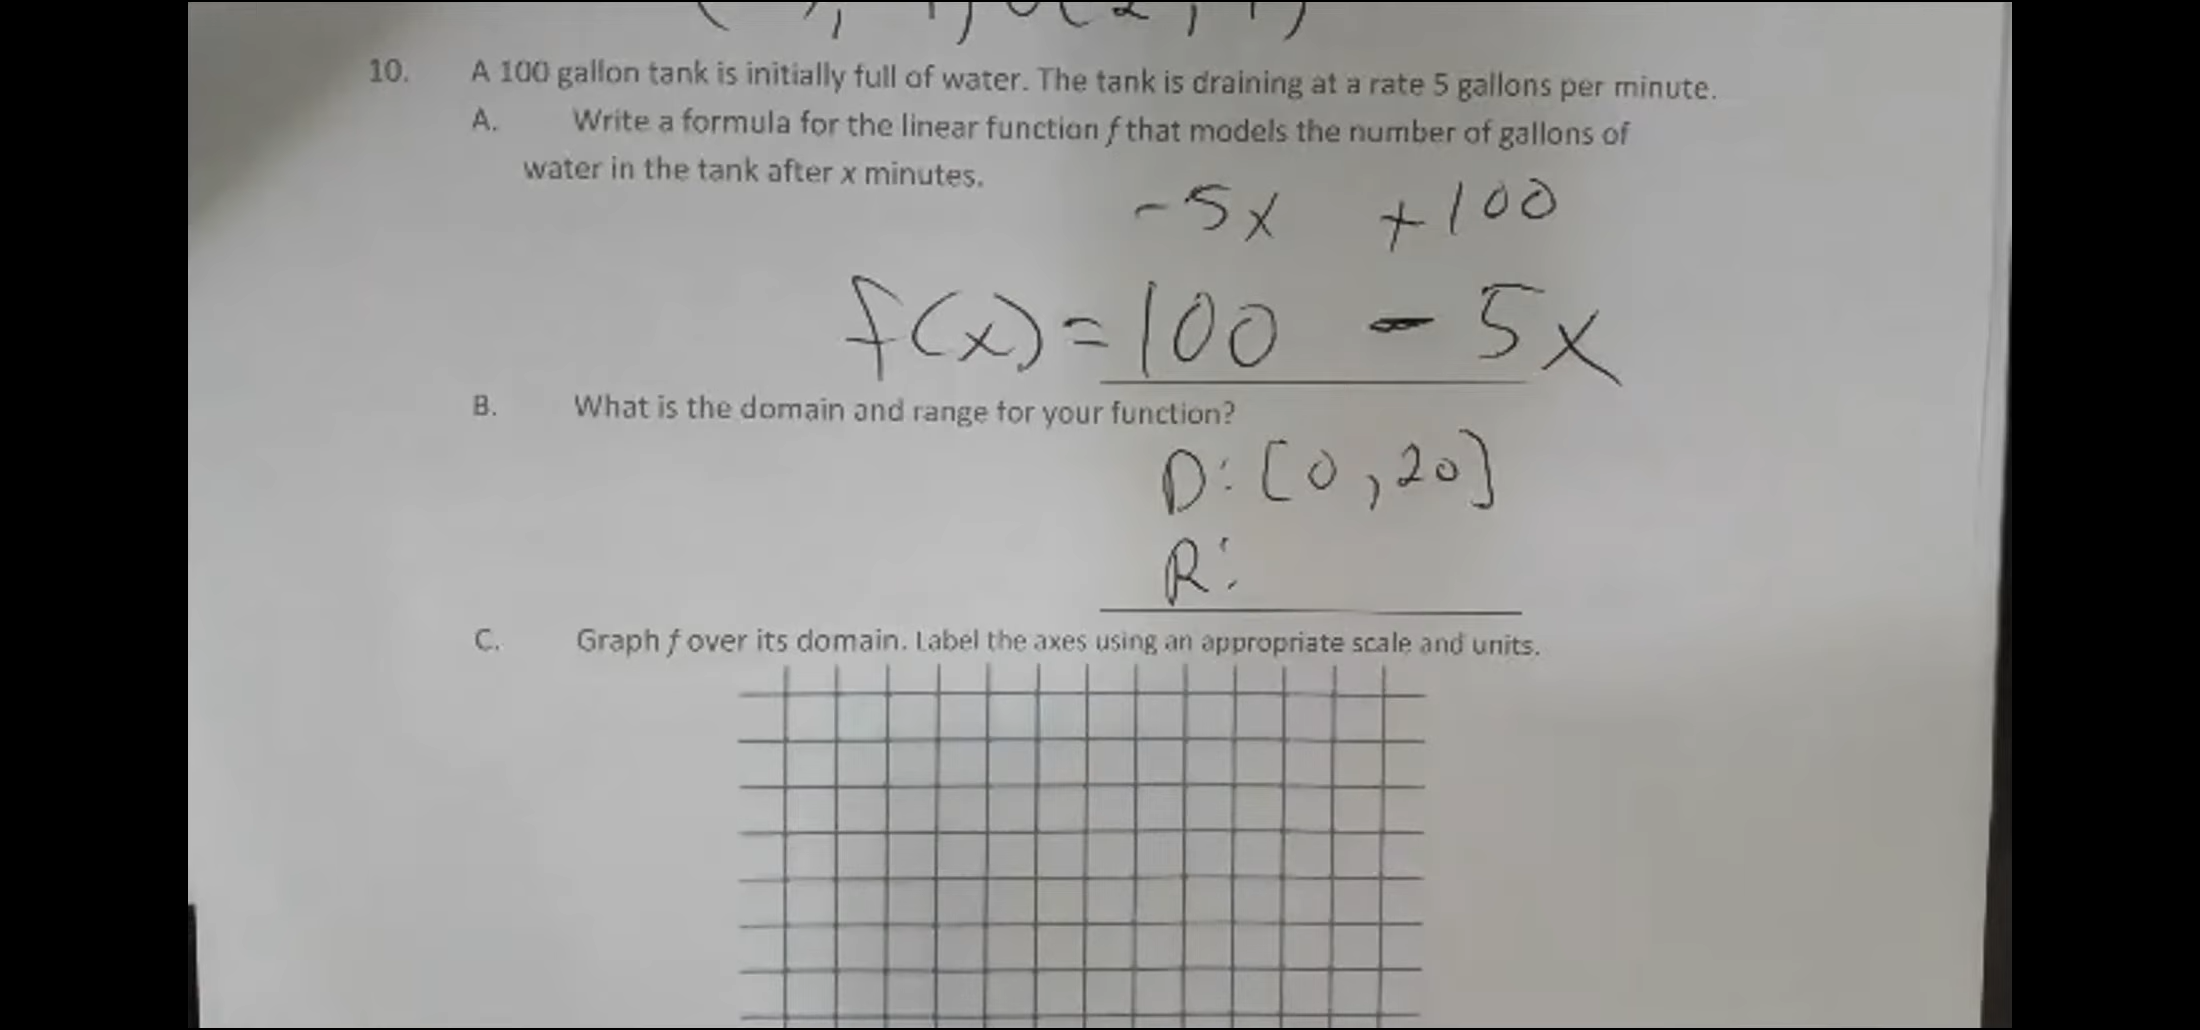 10. A 100 gallon tank is initially full of water. The tank is draining at a rate 5 gallons per minute.
A. Write a formula for the linear function f that models the number of gallons of
water in the tank after x minutes.
-5x +100
f(x)=100 - 5x
B. What is the domain and range for your function?
D: [0,20]
R:
C. Graph f over its domain. Label the axes using an appropriate scale and units.